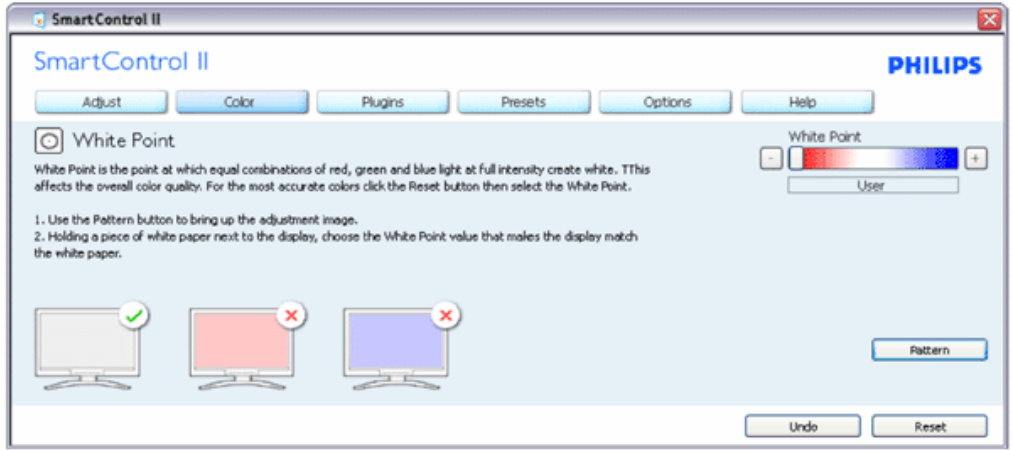 SmartControl II
SmartControl II
PHILIPS
Adjust Color Plugins Presets Options Help
White Point
White Point is the point at which equal combinations of red, green and blue light at full intensity create white. TThis
affects the overall color quality. For the most accurate colors click the Reset button then select the White Point.
1. Use the Pattern button to bring up the adjustment image.
2. Holding a piece of white paper next to the display, choose the White Point value that makes the display match
the white paper.
White Point
- +
User
Pattern
Undo Reset